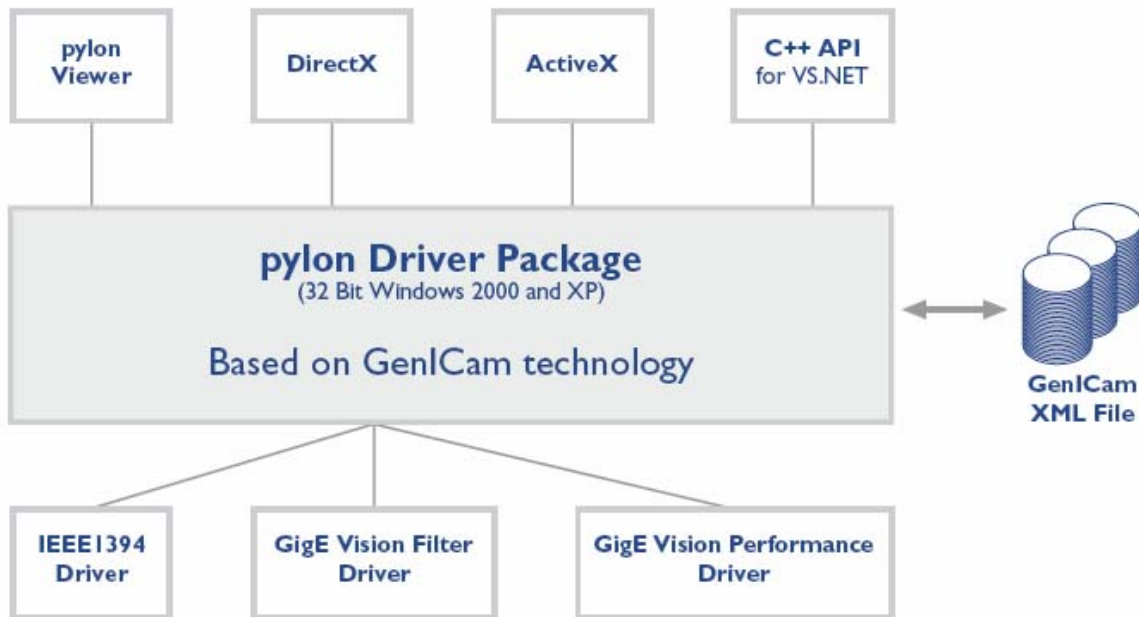 pylon
Viewer
DirectX
ActiveX
C++ API
for VS.NET
pylon Driver Package
(32 Bit Windows 2000 and XP)
Based on GenICam technology
GenICam
XML File
IEEE1394
Driver
GigE Vision Filter
Driver
GigE Vision Performance
Driver